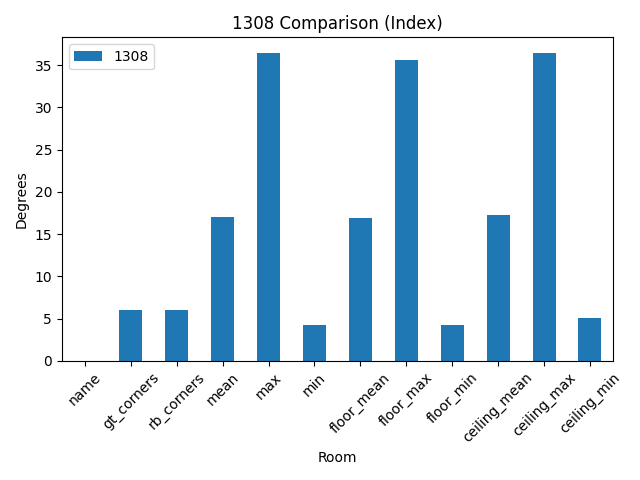 1308 Comparison (Index)
1308
Degrees
35
30
25
20
15
10
5
0
name
gt_corners
rb_corners
mean
max
min
floor_mean
floor_max
floor_min
ceiling_mean
ceiling_max
ceiling_min
Room